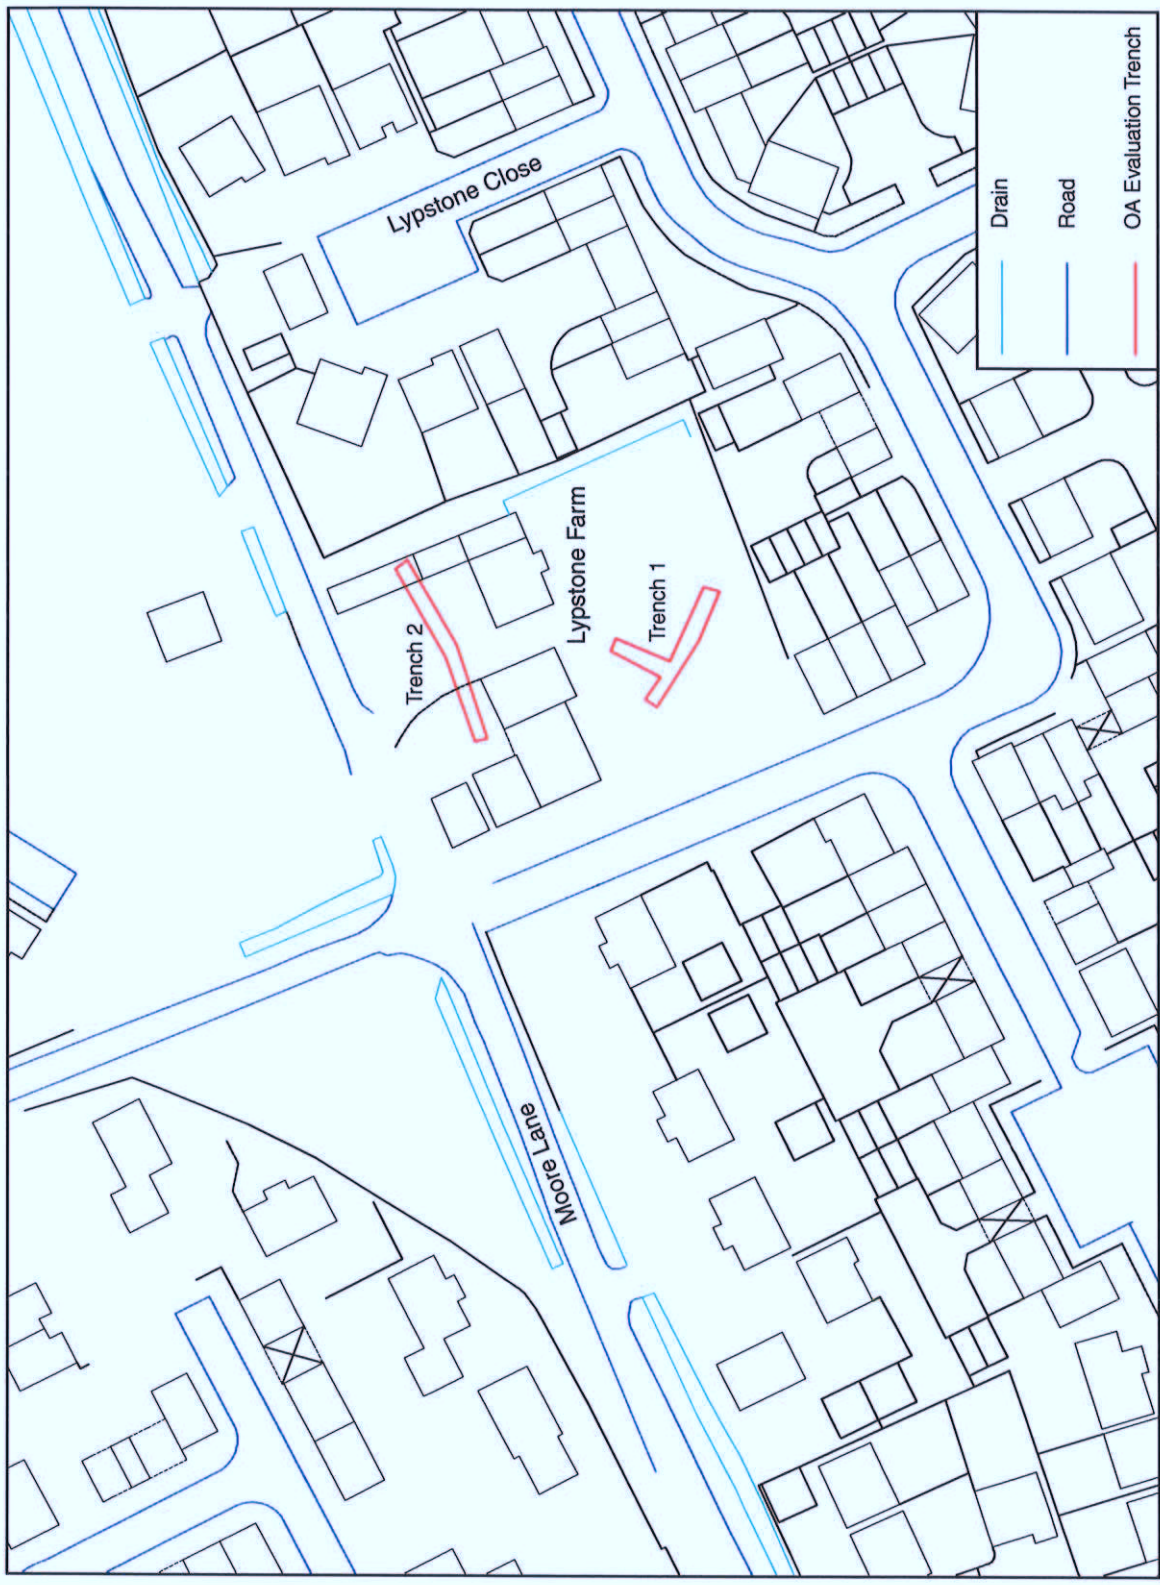 Lypstone Close
Trench 2
Lypstone Farm
Trench 1
Moore Lane
Drain
Road
OA Evaluation Trench